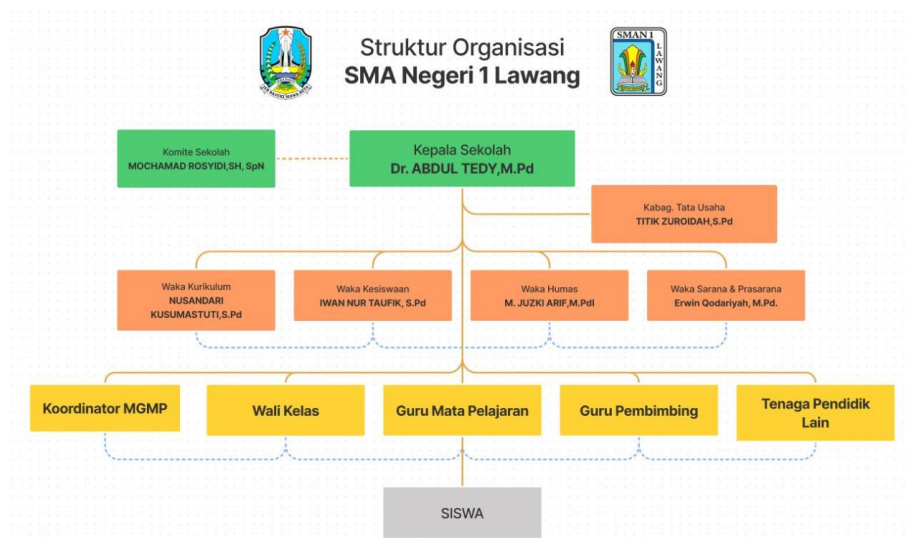 Struktur Organisasi
SMA Negeri 1 Lawang
SMAN 1
LAWANG
Komite Sekolah
MOCHAMAD ROSYIDI,SH, SpN
Kepala Sekolah
Dr. ABDUL TEDY,M.Pd
Kabag. Tata Usaha
TITIK ZUROIDAH,S.Pd
Waka Kurikulum
NUSANDARI
KUSUMASTUTI,S.Pd
Waka Kesiswaan
IWAN NUR TAUFIK, S.Pd
Waka Humas
M. JUZKI ARIF,M.PdI
Waka Sarana & Prasarana
Erwin Qodariyah, M.Pd.
Koordinator MGMP
Wali Kelas
Guru Mata Pelajaran
Guru Pembimbing
Tenaga Pendidik
Lain
SISWA